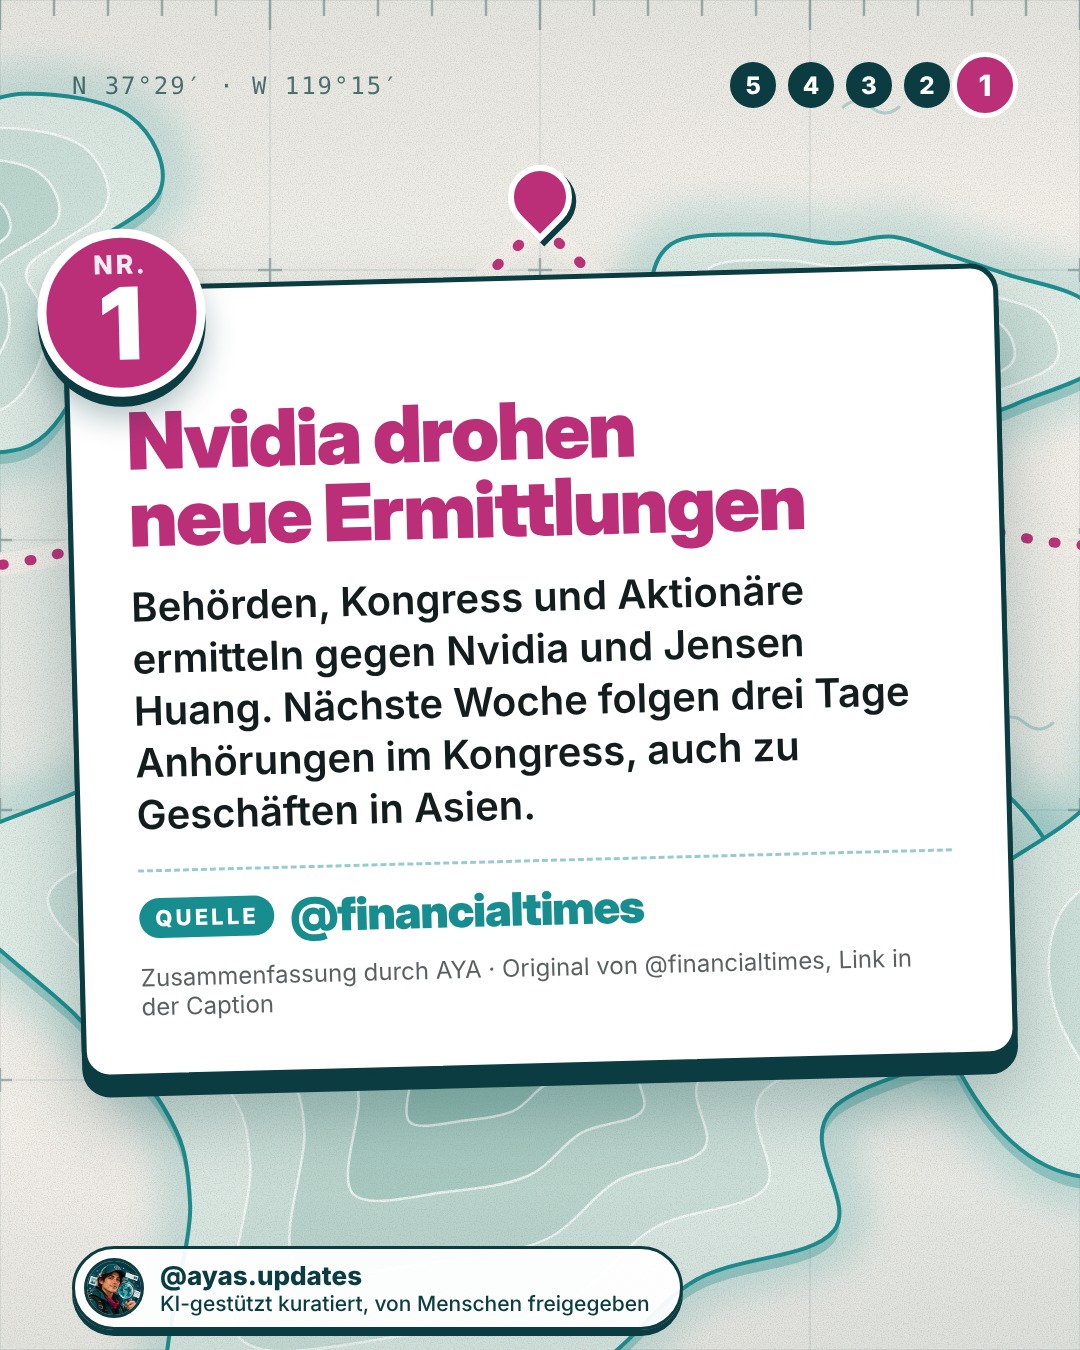 N 37°29′ · W 119°15′
5 4 3 2 1
NR.
1
Nvidia drohen
neue Ermittlungen
Behörden, Kongress und Aktionäre
ermitteln gegen Nvidia und Jensen
Huang. Nächste Woche folgen drei Tage
Anhörungen im Kongress, auch zu
Geschäften in Asien.
QUELLE @financialtimes
Zusammenfassung durch AYA · Original von @financialtimes, Link in
der Caption
@ayas.updates
KI-gestützt kuratiert, von Menschen freigegeben